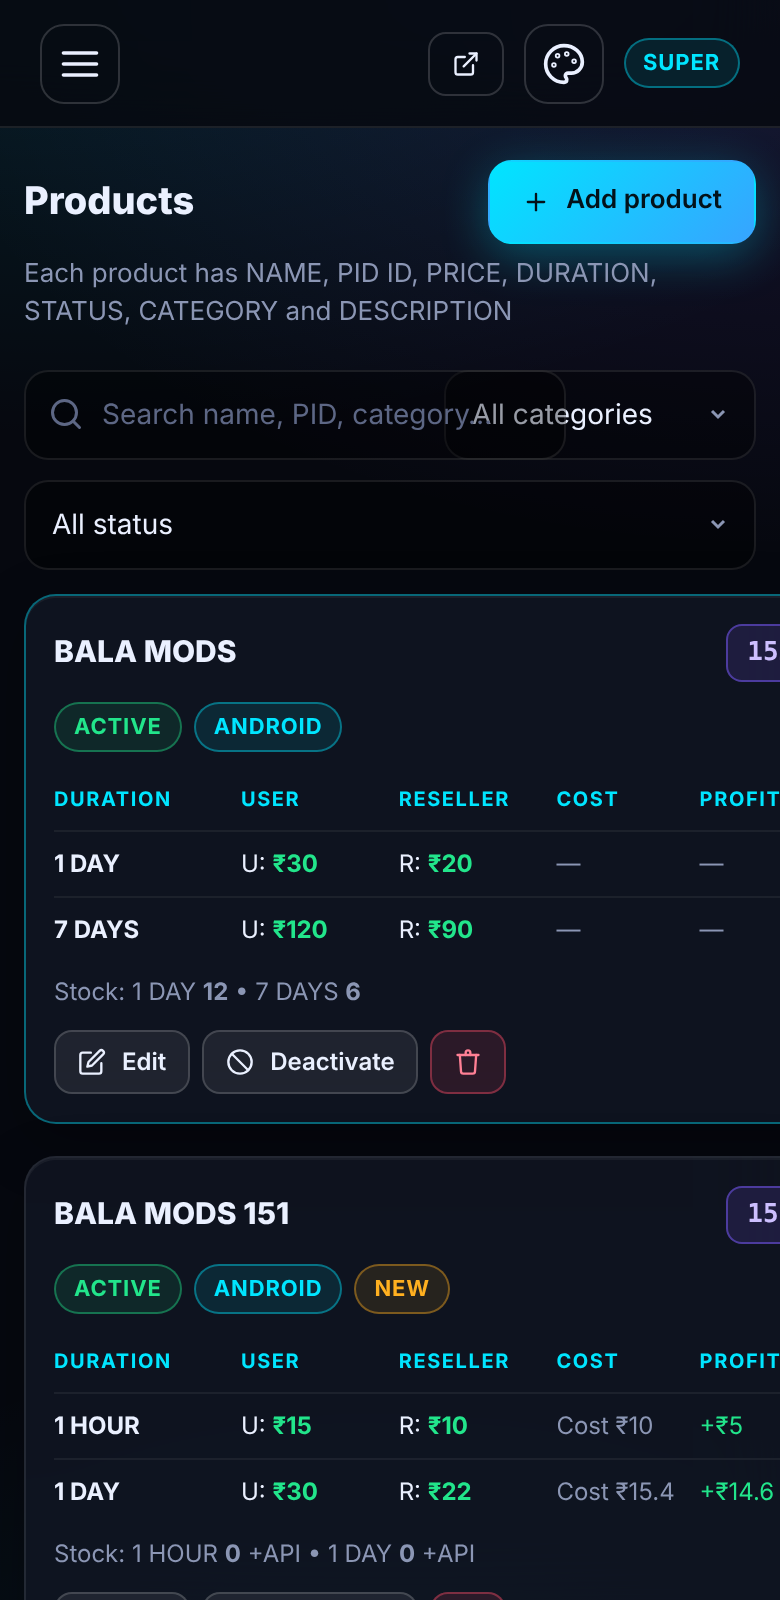 SUPER
Products
+ Add product
Each product has NAME, PID ID, PRICE, DURATION,
STATUS, CATEGORY and DESCRIPTION
Search name, PID, category… All categories
All status
BALA MODS 15
ACTIVE ANDROID
DURATION USER RESELLER COST PROFIT
1 DAY U: ₹30 R: ₹20 — —
7 DAYS U: ₹120 R: ₹90 — —
Stock: 1 DAY 12 • 7 DAYS 6
Edit Deactivate
BALA MODS 151 15
ACTIVE ANDROID NEW
DURATION USER RESELLER COST PROFIT
1 HOUR U: ₹15 R: ₹10 Cost ₹10 +₹5
1 DAY U: ₹30 R: ₹22 Cost ₹15.4 +₹14.6
Stock: 1 HOUR 0 +API • 1 DAY 0 +API